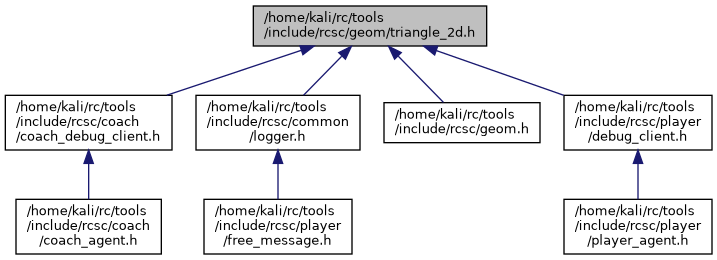 /home/kali/rc/tools
/include/rcsc/geom/triangle_2d.h
/home/kali/rc/tools
/include/rcsc/coach
/coach_debug_client.h
/home/kali/rc/tools
/include/rcsc/common
/logger.h
/home/kali/rc/tools
/include/rcsc/geom.h
/home/kali/rc/tools
/include/rcsc/player
/debug_client.h
/home/kali/rc/tools
/include/rcsc/coach
/coach_agent.h
/home/kali/rc/tools
/include/rcsc/player
/free_message.h
/home/kali/rc/tools
/include/rcsc/player
/player_agent.h